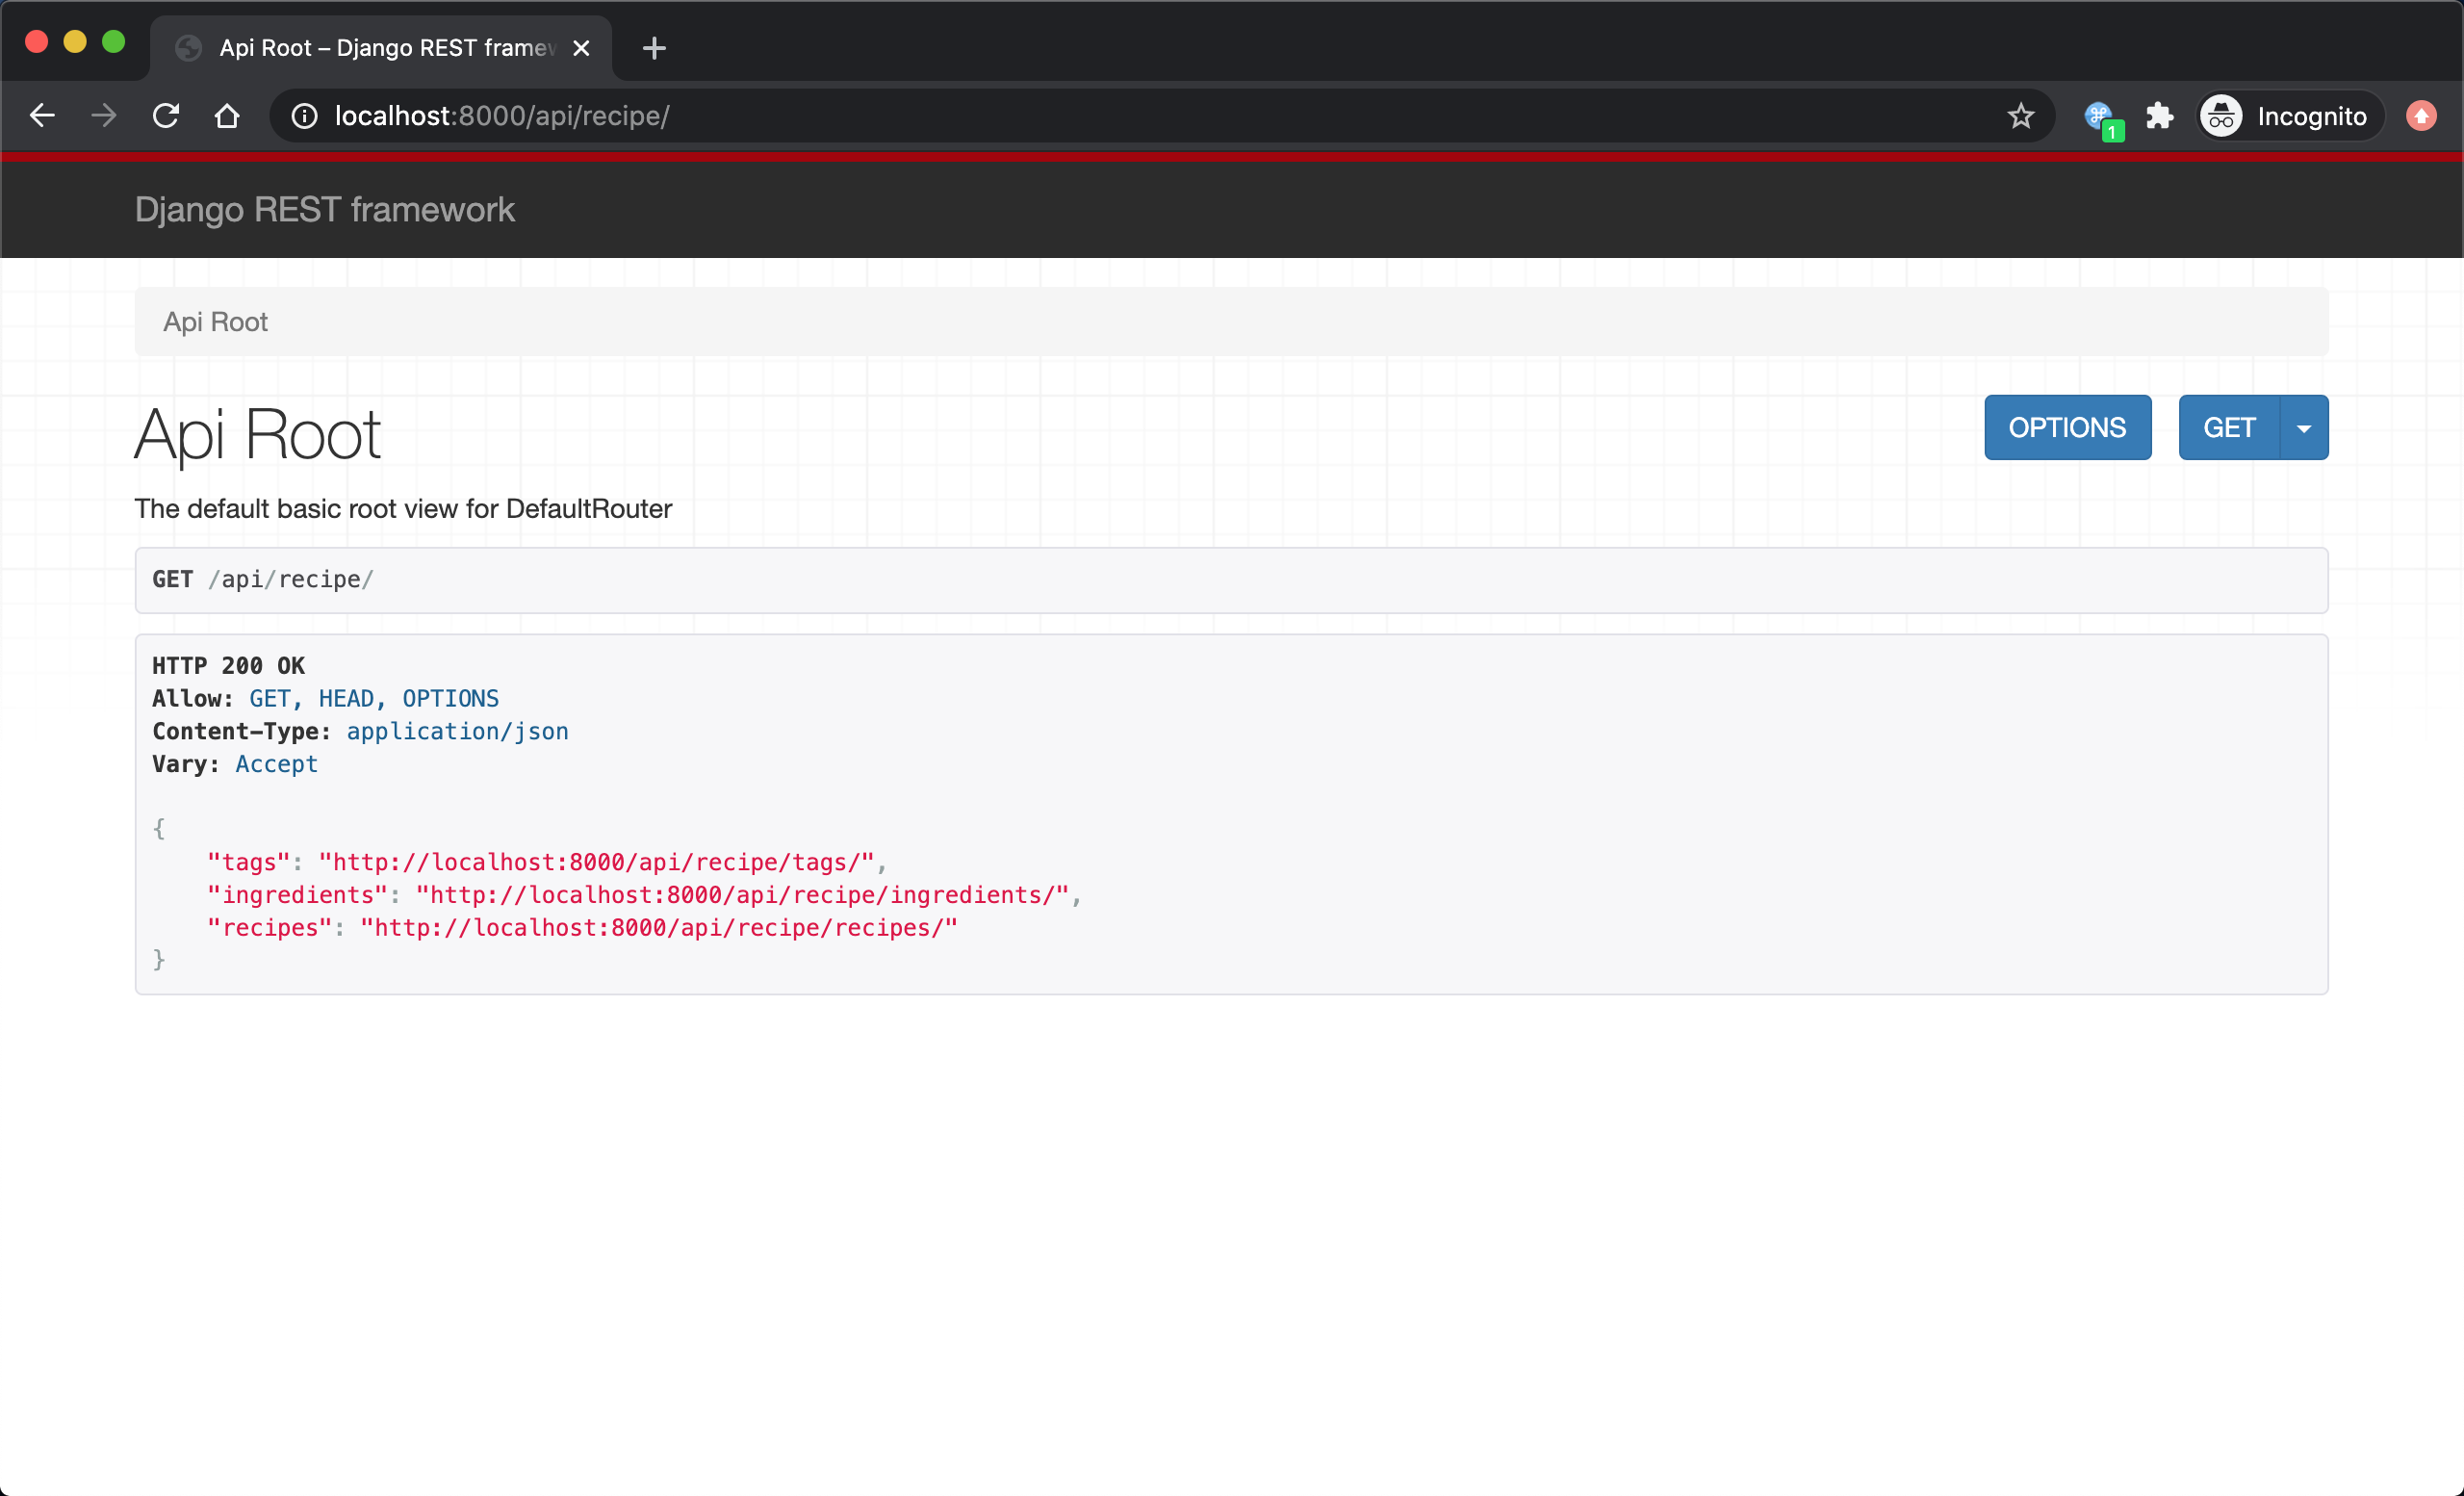 Api Root – Django REST framew
localhost:8000/api/recipe/
1
Incognito
Django REST framework
Api Root
Api Root
OPTIONS
GET
The default basic root view for DefaultRouter
GET /api/recipe/
HTTP 200 OK
Allow: GET, HEAD, OPTIONS
Content-Type: application/json
Vary: Accept
{
    "tags": "http://localhost:8000/api/recipe/tags/",
    "ingredients": "http://localhost:8000/api/recipe/ingredients/",
    "recipes": "http://localhost:8000/api/recipe/recipes/"
}